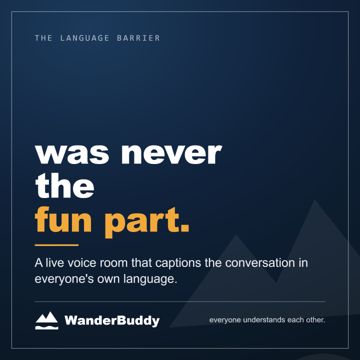 THE LANGUAGE BARRIER
was never
the
fun part.
A live voice room that captions the conversation in
everyone's own language.
WanderBuddy
everyone understands each other.